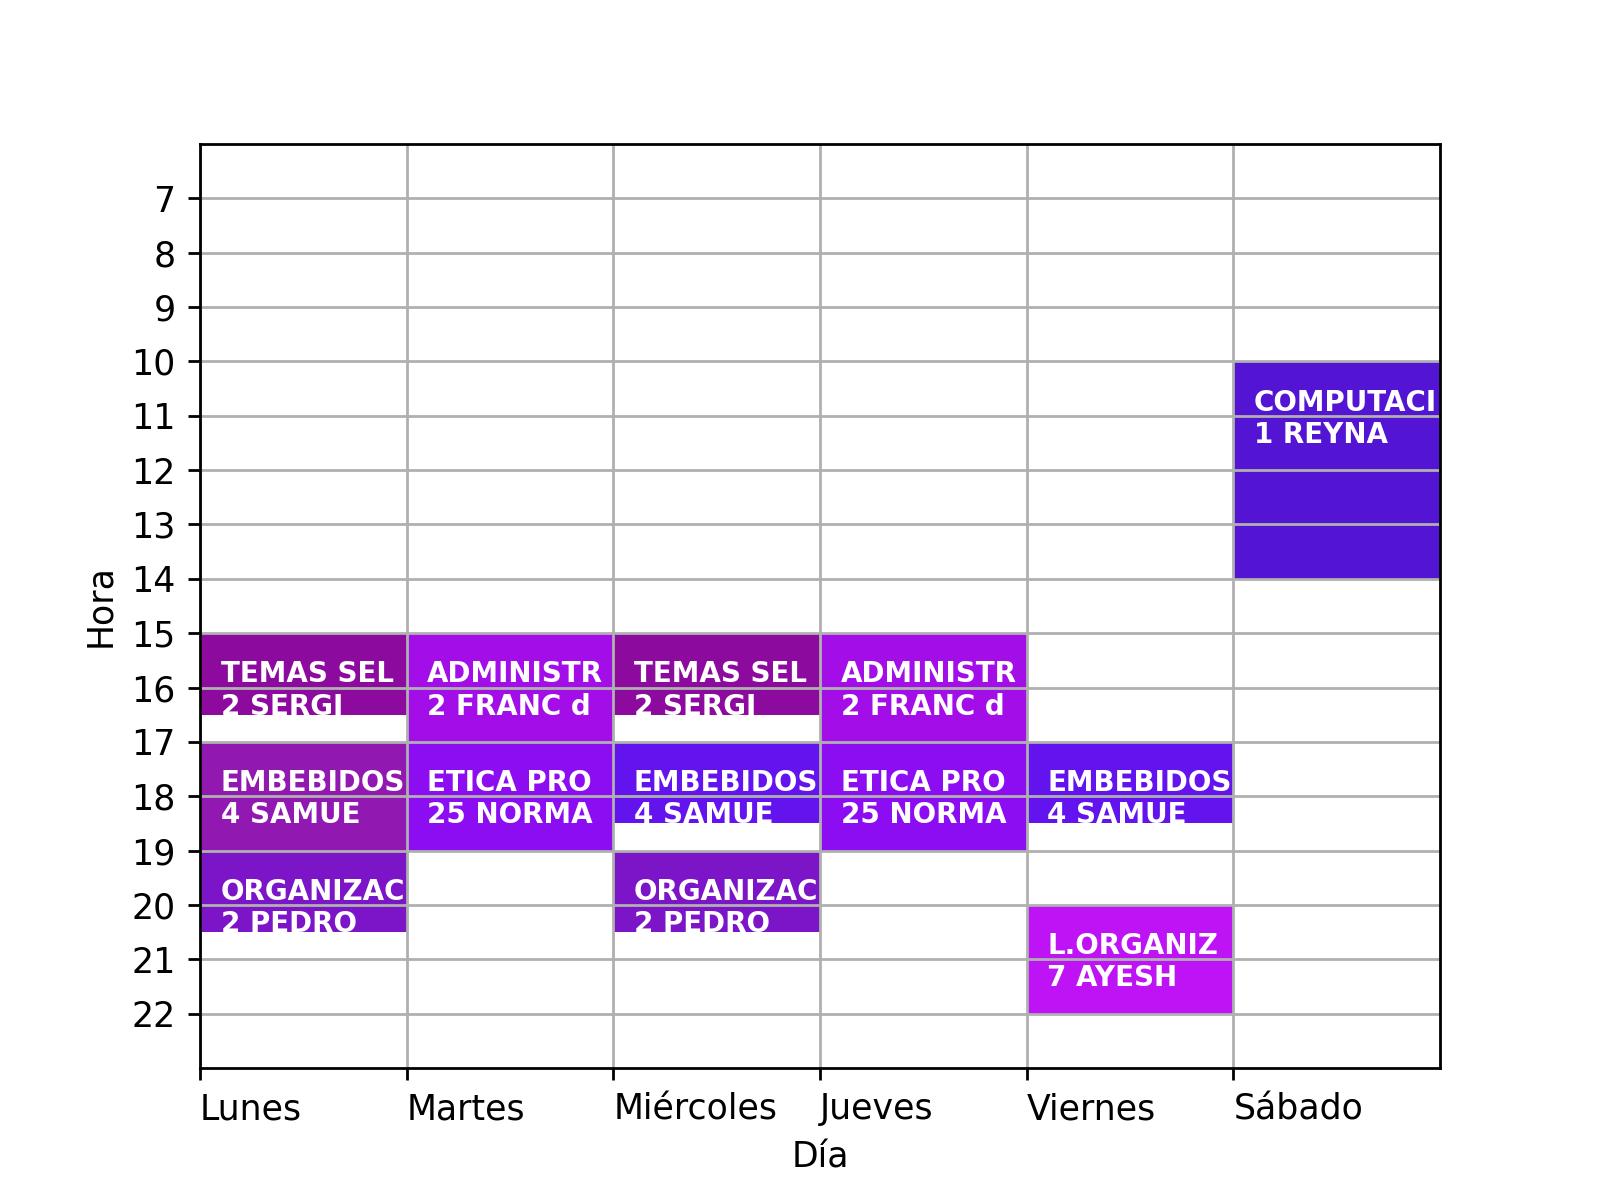 7
8
9
10
COMPUTACI
11
1 REYNA
12
13
14
Hora
15
TEMAS SEL
ADMINISTR
TEMAS SEL
ADMINISTR
16
2 SERGI
2 FRANC d
2 SERGI
2 FRANC d
17
EMBEBIDOS
ETICA PRO
EMBEBIDOS
ETICA PRO
EMBEBIDOS
18
4 SAMUE
25 NORMA
4 SAMUE
25 NORMA
4 SAMUE
19
ORGANIZAC
ORGANIZAC
20
2 PEDRO
2 PEDRO
L.ORGANIZ
21
7 AYESH
22
Lunes
Martes
Miércoles
Jueves
Viernes
Sábado
Día